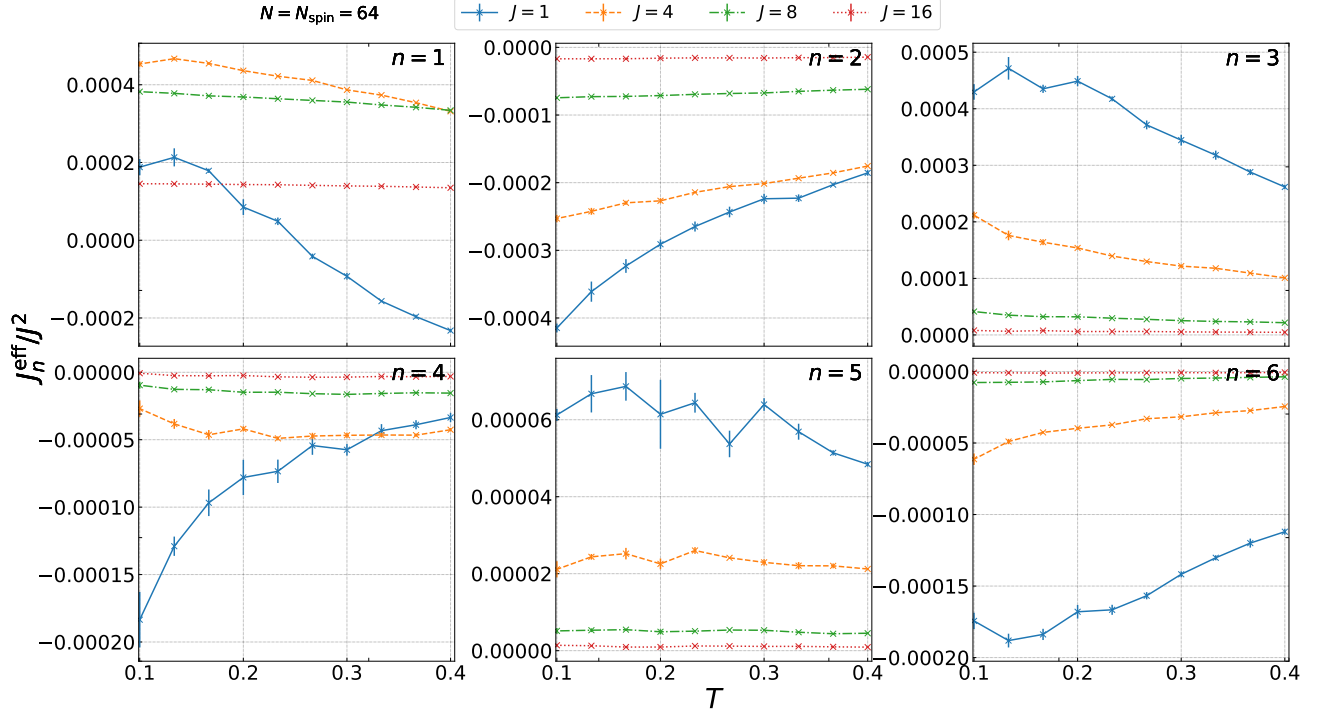 N = N_spin = 64
J = 1 J = 4 J = 8 J = 16
n = 1
0.0004
0.0002
0.0000
−0.0002
n = 2
0.0000
−0.0001
−0.0002
−0.0003
−0.0004
n = 3
0.0005
0.0004
0.0003
0.0002
0.0001
0.0000
J_n^eff/J^2
n = 4
0.00000
−0.00005
−0.00010
−0.00015
−0.00020
0.1 0.2 0.3 0.4
n = 5
0.00006
0.00004
0.00002
0.00000
0.1 0.2 0.3 0.4
n = 6
0.00000
−0.00005
−0.00010
−0.00015
−0.00020
0.1 0.2 0.3 0.4
T